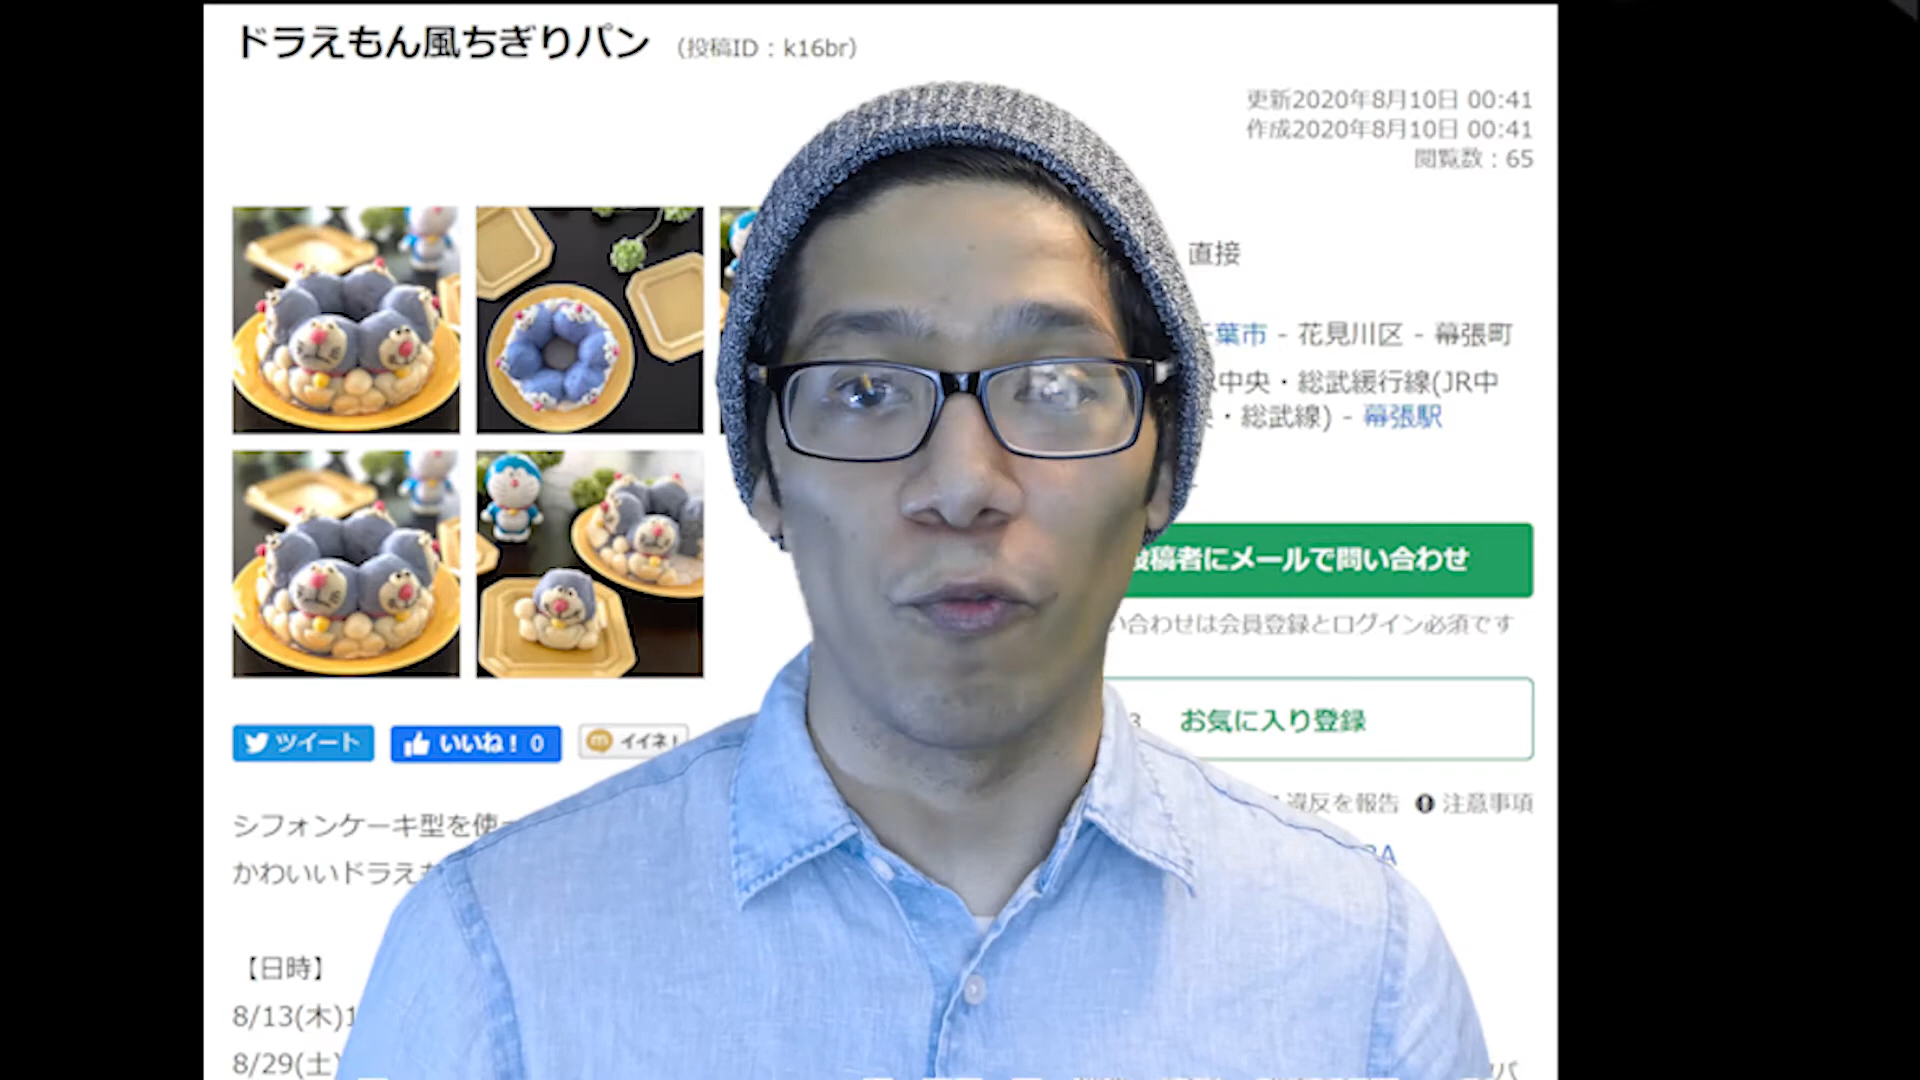 ドラえもん風ちぎりパン (投稿ID : k16br)
更新2020年8月10日 00:41
作成2020年8月10日 00:41
閲覧数 : 65
直接
葉市 - 花見川区 - 幕張町
中央・総武緩行線(JR中
・総武線) - 幕張駅
稿者にメールで問い合わせ
い合わせは会員登録とログイン必須です
3 お気に入り登録
ツイート いいね！ 0 イイネ！
違反を報告 注意事項
シフォンケーキ型を使
かわいいドラえ
【日時】
8/13(木)1
8/29(土)